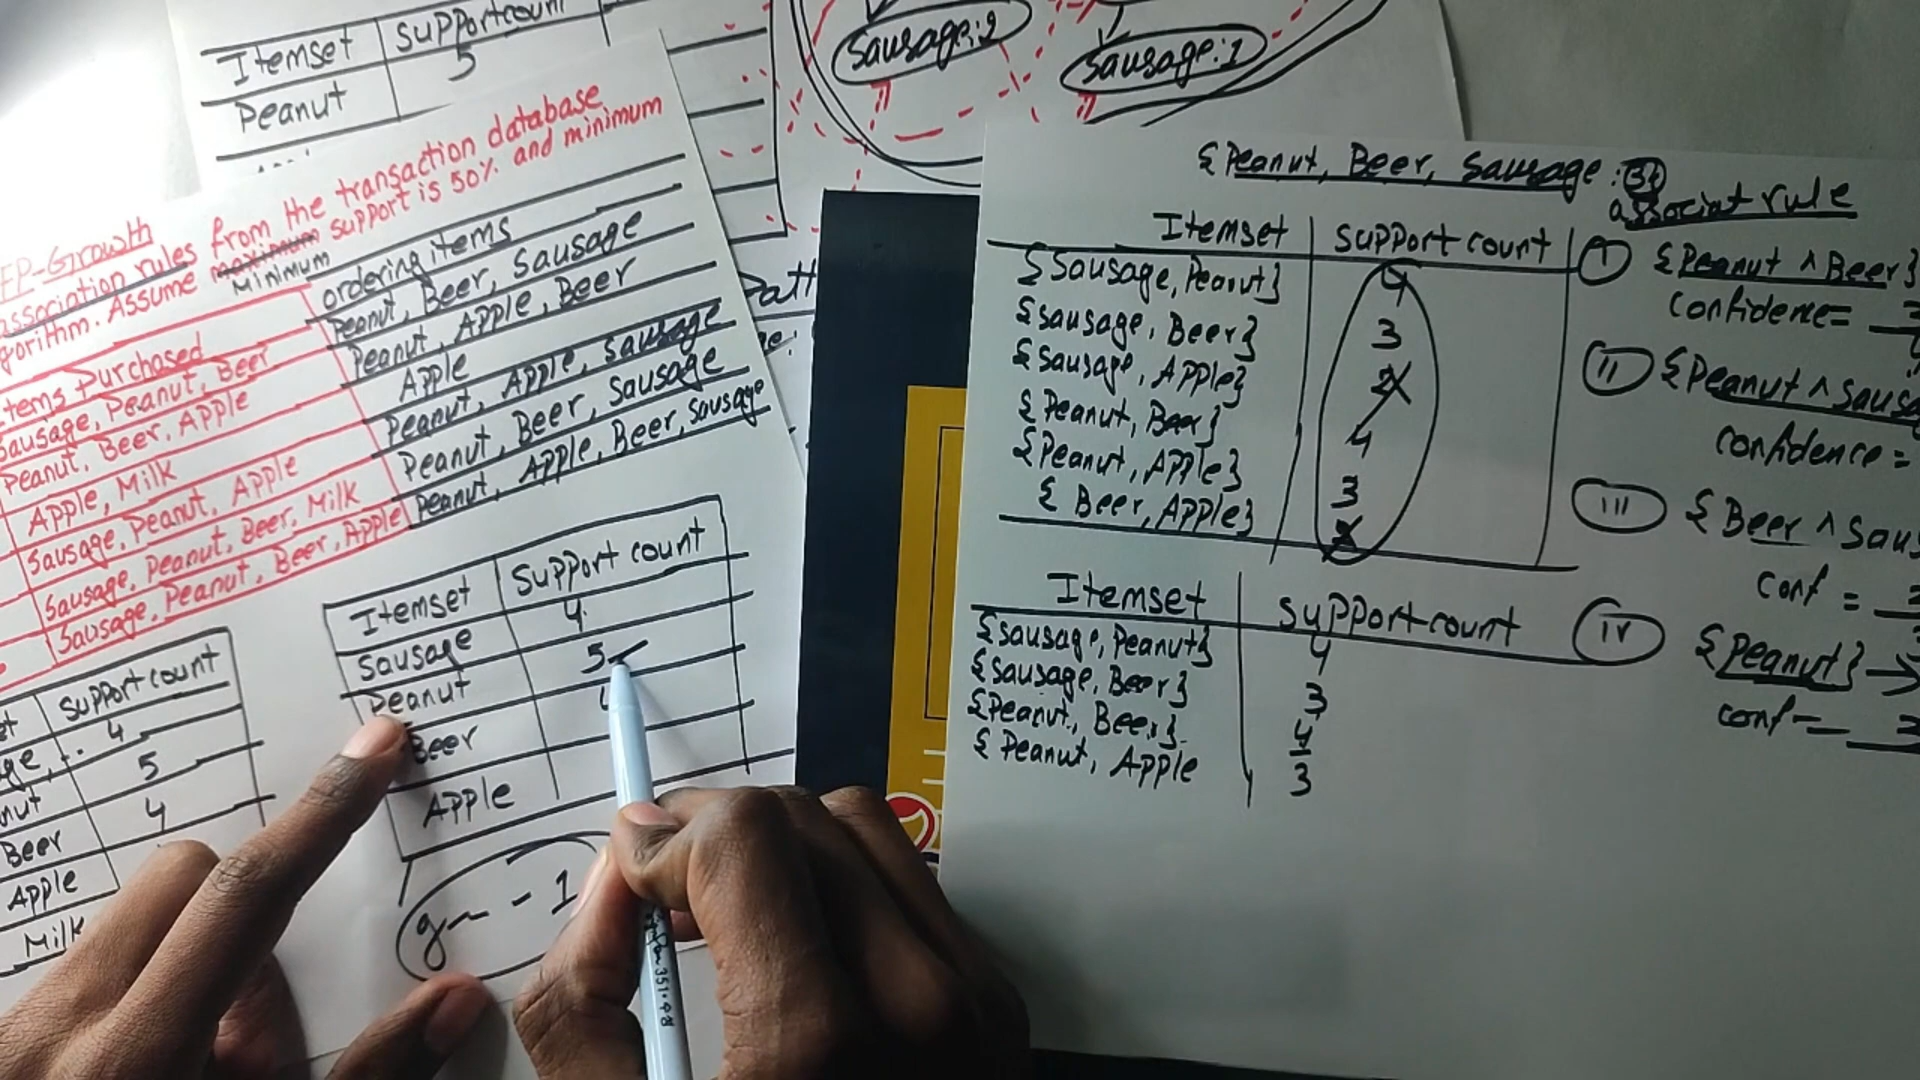 Itemset support count
Peanut 5
Sausage:2
Sausage:1
FP-Growth
association rules from the transaction database
gorithm. Assume maximum support is 50% and minimum
Minimum
Items Purchased ordering items
Sausage, Peanut, Beer Peanut, Beer, Sausage
Peanut, Beer, Apple Peanut, Apple, Beer
Apple, Milk Apple
Sausage, Peanut, Apple Peanut, Apple, Sausage
Sausage, Peanut, Beer, Milk Peanut, Beer, Sausage
Sausage, Peanut, Beer, Apple Peanut, Apple, Beer, Sausage
support count
4
5
Beer 4
Apple
Milk
Itemset support count
Sausage 4
Peanut 5
Beer
Apple
1
{Peanut, Beer, Sausage : 3}
Itemset support count
{Sausage, Peanut} 4
{Sausage, Beer} 3
{Sausage, Apple} 2
{Peanut, Beer} 4
{Peanut, Apple} 3
{Beer, Apple}
Itemset support count
{Sausage, Peanut} 4
{Sausage, Beer} 3
{Peanut, Beer} 4
{Peanut, Apple 3
associat rule
I {Peanut ^ Beer}
confidence=
II {Peanut ^ Sausa
confidence =
III {Beer ^ Saus
conf =
IV {Peanut} →
conf =